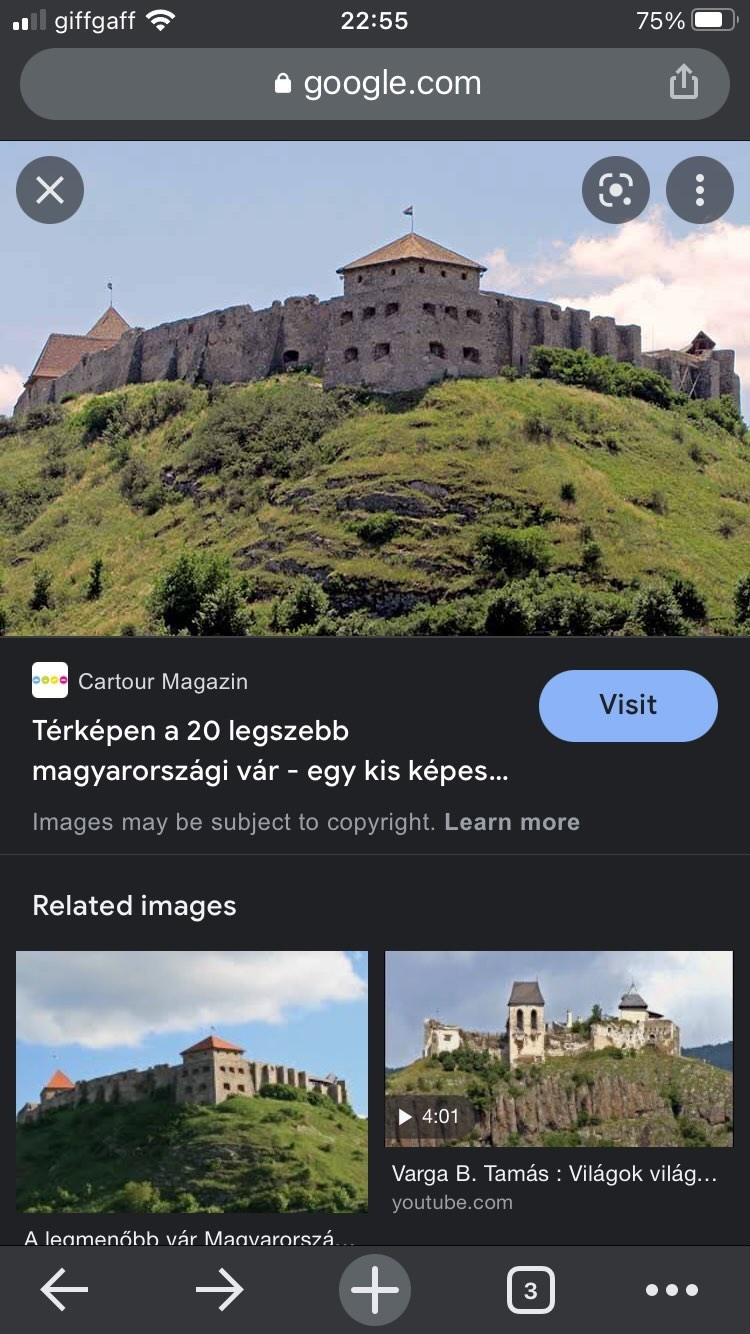 giffgaff 22:55 75%
google.com
Cartour Magazin
Visit
Térképen a 20 legszebb
magyarországi vár - egy kis képes...
Images may be subject to copyright. Learn more
Related images
4:01
Varga B. Tamás : Világok világ...
youtube.com
A legmenőbb vár Magyarorszá...
3